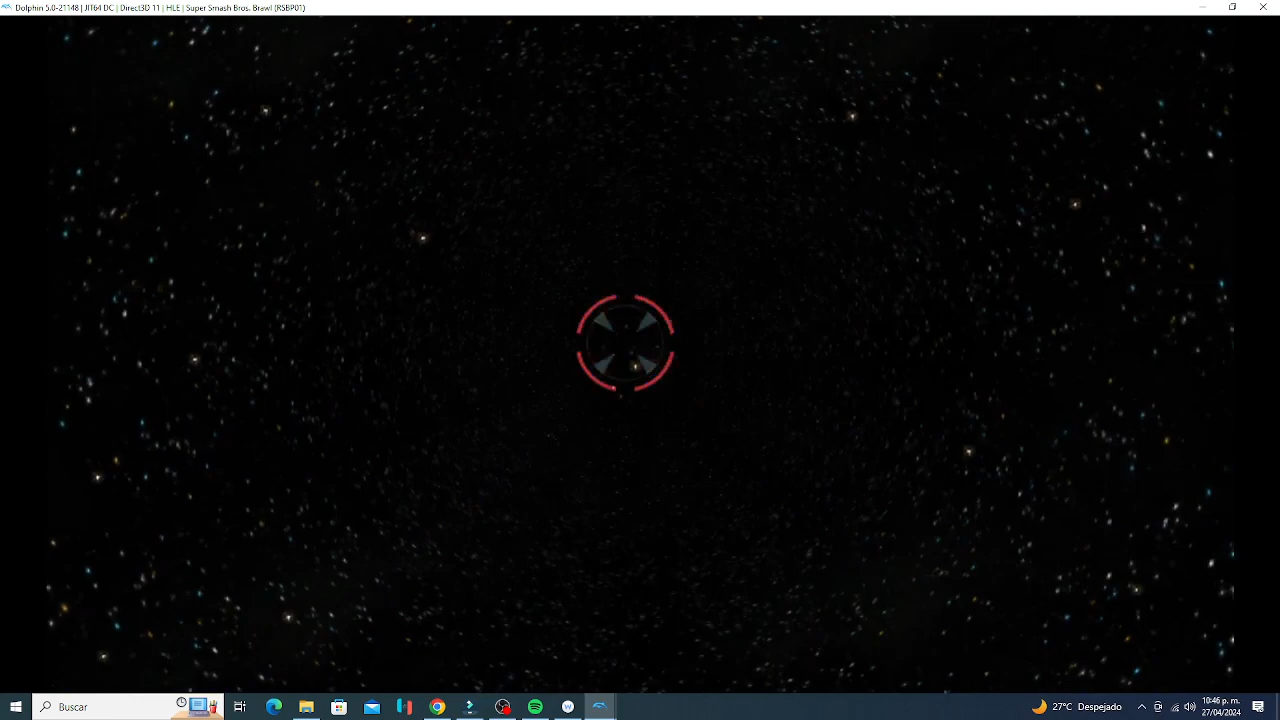 Dolphin 5.0-21148 | JIT64 DC | Direct3D 11 | HLE | Super Smash Bros. Brawl (RSBP01)
Buscar
27°C Despejado
10:46 p. m.
27/04/2024